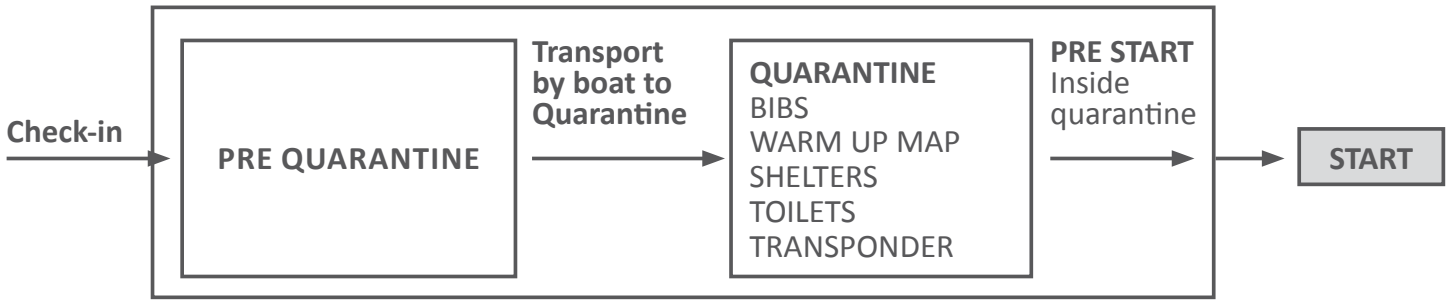 Check-in
PRE QUARANTINE
Transport
by boat to
Quarantine
QUARANTINE
BIBS
WARM UP MAP
SHELTERS
TOILETS
TRANSPONDER
PRE START
Inside
quarantine
START